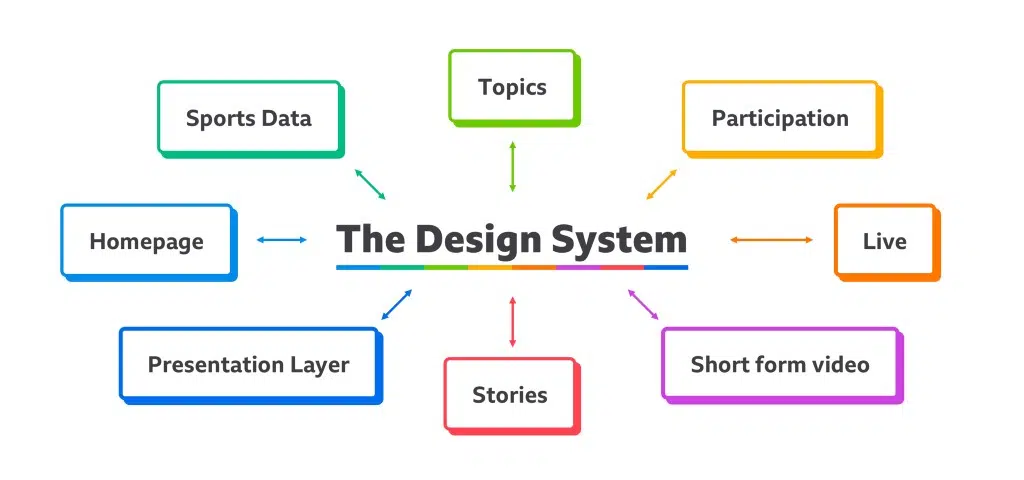 Topics
Sports Data
Participation
Homepage
The Design System
Live
Presentation Layer
Short form video
Stories